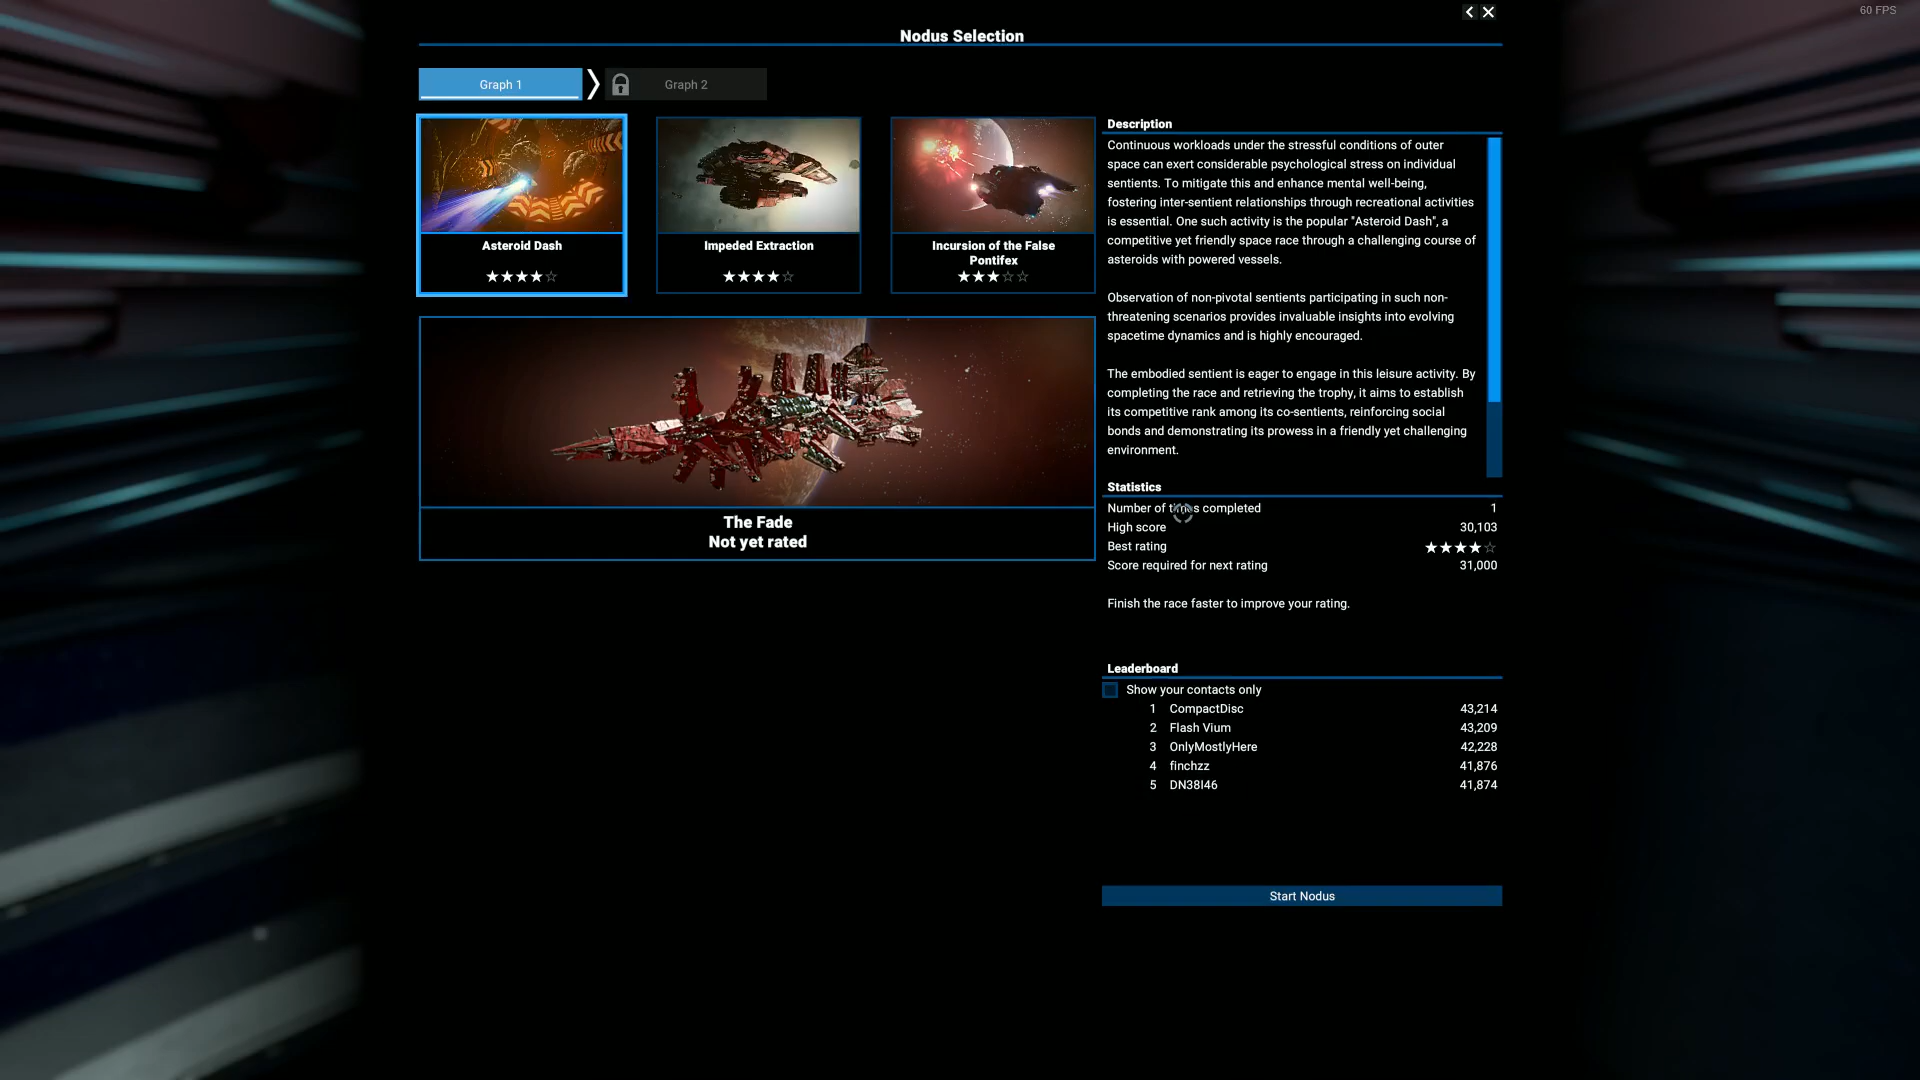 60 FPS
Nodus Selection
Graph 1
Graph 2
Asteroid Dash
Impeded Extraction
Incursion of the False
Pontifex
The Fade
Not yet rated
Description
Continuous workloads under the stressful conditions of outer
space can exert considerable psychological stress on individual
sentients. To mitigate this and enhance mental well-being,
fostering inter-sentient relationships through recreational activities
is essential. One such activity is the popular "Asteroid Dash", a
competitive yet friendly space race through a challenging course of
asteroids with powered vessels.
Observation of non-pivotal sentients participating in such non-
threatening scenarios provides invaluable insights into evolving
spacetime dynamics and is highly encouraged.
The embodied sentient is eager to engage in this leisure activity. By
completing the race and retrieving the trophy, it aims to establish
its competitive rank among its co-sentients, reinforcing social
bonds and demonstrating its prowess in a friendly yet challenging
environment.
Statistics
Number of completed 1
High score 30,103
Best rating
Score required for next rating 31,000
Finish the race faster to improve your rating.
Leaderboard
Show your contacts only
1 CompactDisc 43,214
2 Flash Vium 43,209
3 OnlyMostlyHere 42,228
4 finchzz 41,876
5 DN38I46 41,874
Start Nodus